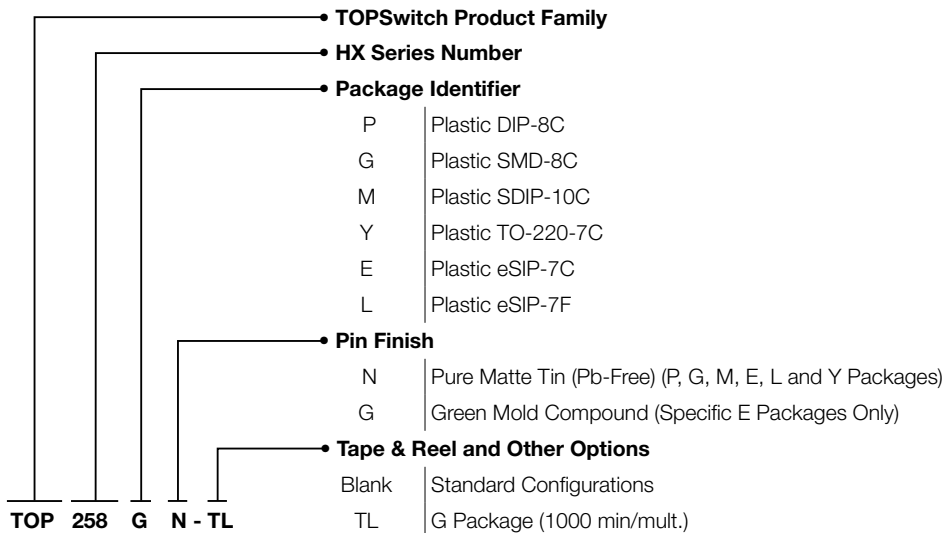 TOPSwitch Product Family
HX Series Number
Package Identifier
P Plastic DIP-8C
G Plastic SMD-8C
M Plastic SDIP-10C
Y Plastic TO-220-7C
E Plastic eSIP-7C
L Plastic eSIP-7F
Pin Finish
N Pure Matte Tin (Pb-Free) (P, G, M, E, L and Y Packages)
G Green Mold Compound (Specific E Packages Only)
Tape & Reel and Other Options
Blank Standard Configurations
TL G Package (1000 min/mult.)
TOP 258 G N - TL